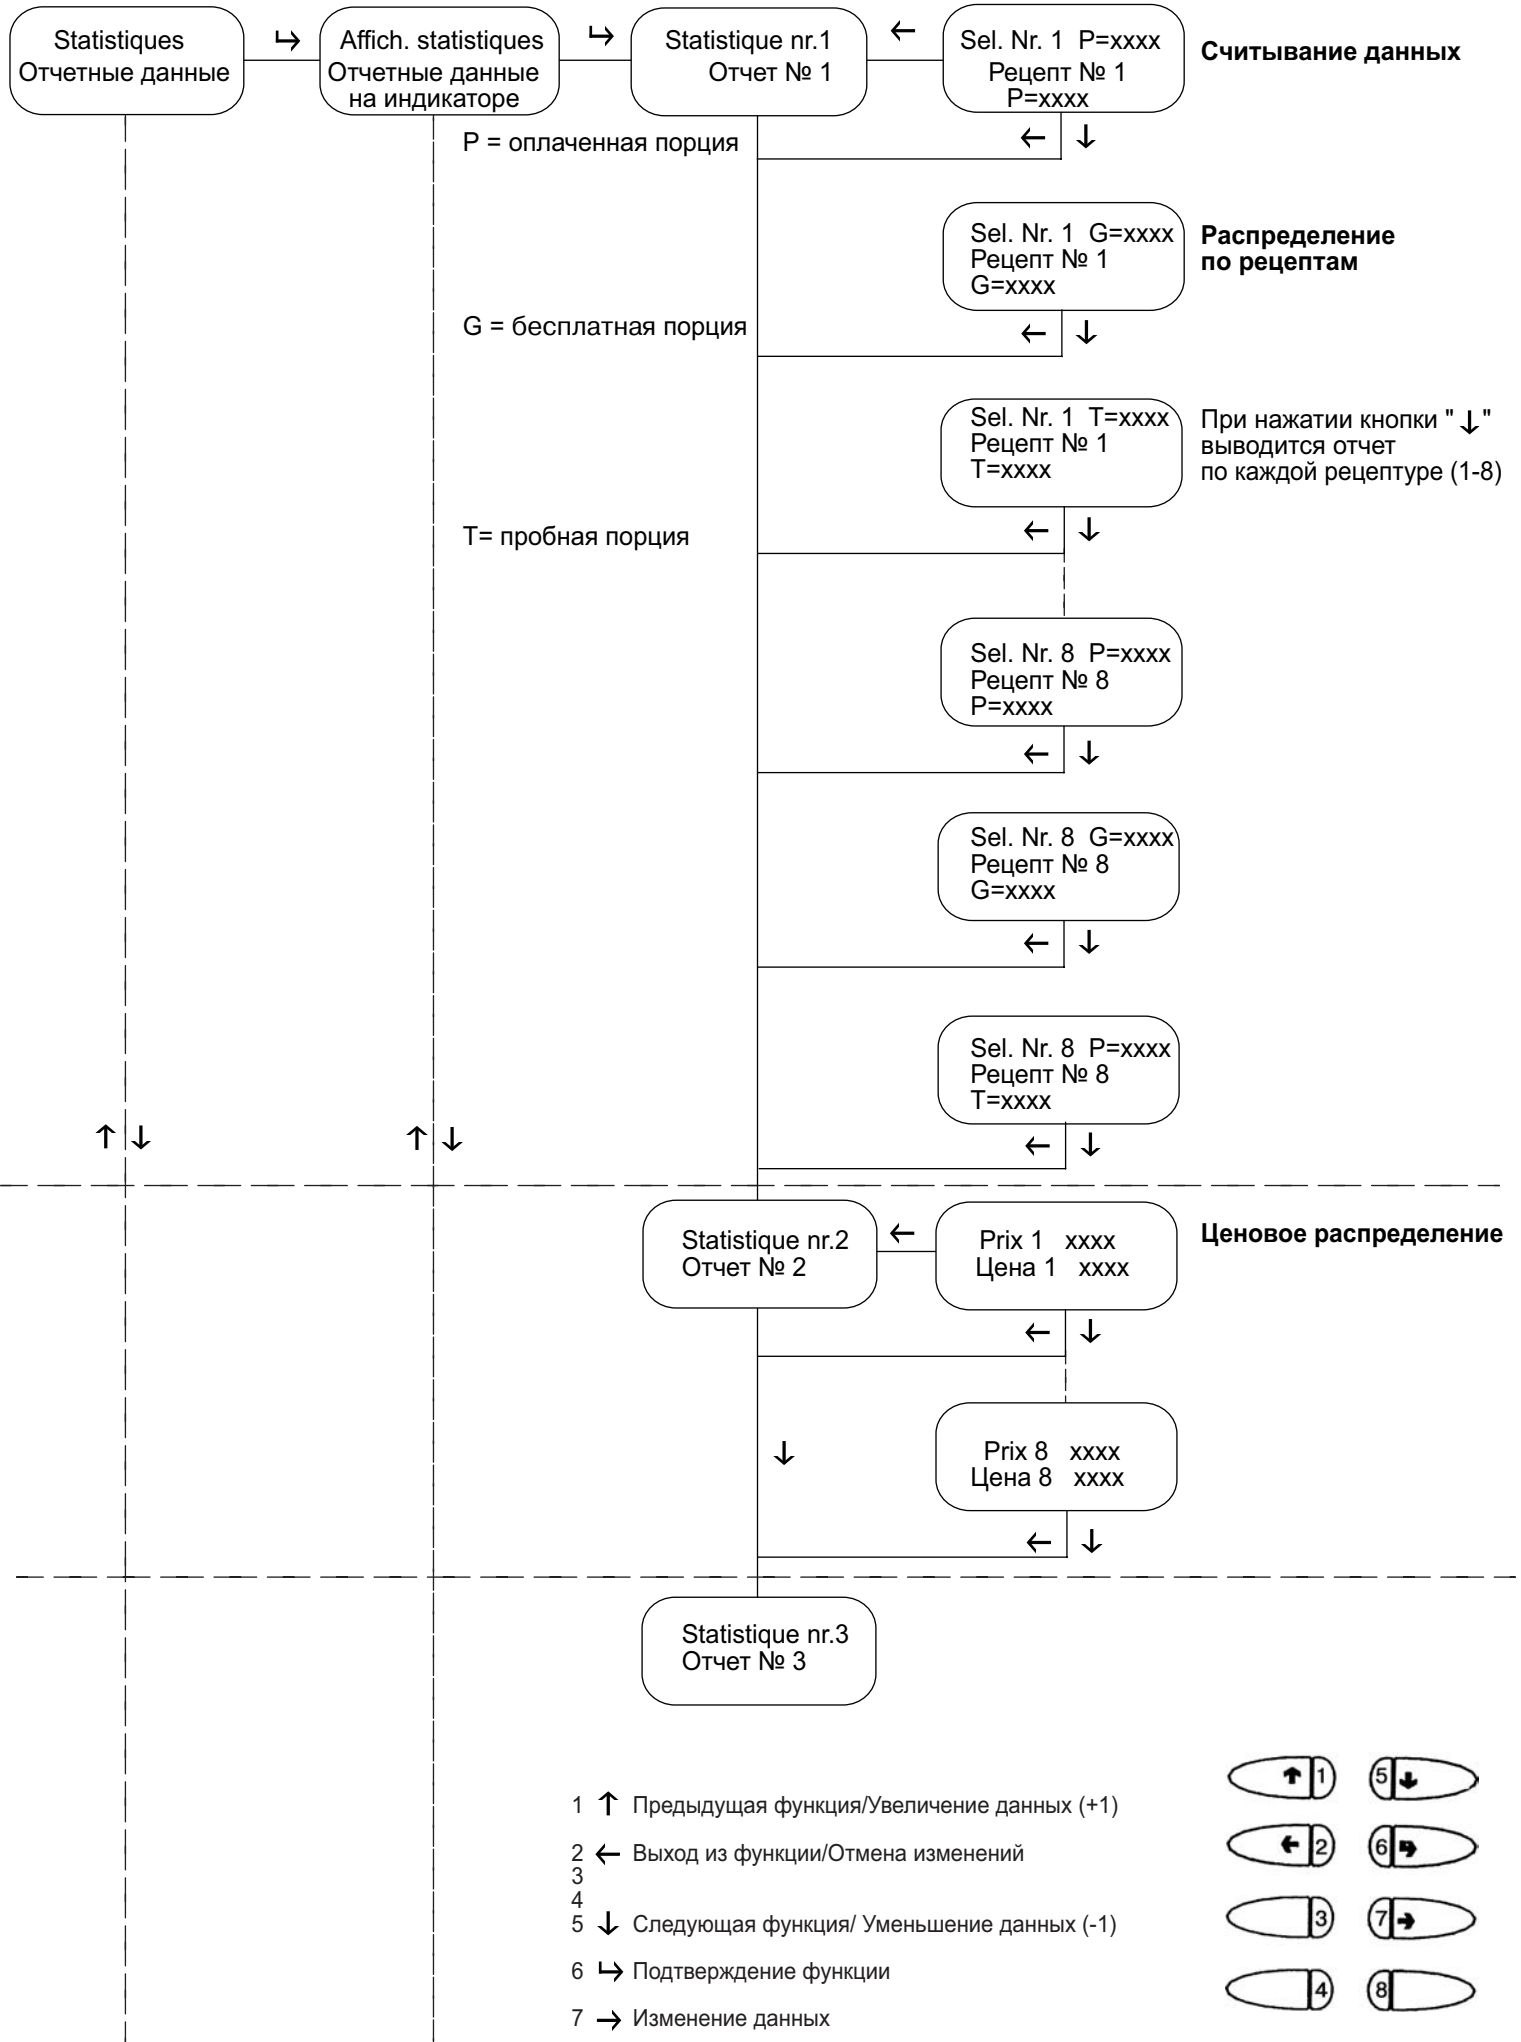 Statistiques
Отчетные данные
Affich. statistiques
Отчетные данные
на индикаторе
Statistique nr.1
Отчет № 1
Sel. Nr. 1 P=xxxx
Рецепт № 1
P=xxxx
Считывание данных
P = оплаченная порция
Sel. Nr. 1 G=xxxx
Рецепт № 1
G=xxxx
Распределение
по рецептам
G = бесплатная порция
Sel. Nr. 1 T=xxxx
Рецепт № 1
T=xxxx
При нажатии кнопки " ↓"
выводится отчет
по каждой рецептуре (1-8)
T= пробная порция
Sel. Nr. 8 P=xxxx
Рецепт № 8
P=xxxx
Sel. Nr. 8 G=xxxx
Рецепт № 8
G=xxxx
Sel. Nr. 8 P=xxxx
Рецепт № 8
T=xxxx
Statistique nr.2
Отчет № 2
Prix 1 xxxx
Цена 1 xxxx
Ценовое распределение
Prix 8 xxxx
Цена 8 xxxx
Statistique nr.3
Отчет № 3
1 ↑ Предыдущая функция/Увеличение данных (+1)
2 ← Выход из функции/Отмена изменений
3
4
5 ↓ Следующая функция/ Уменьшение данных (-1)
6 ↳ Подтверждение функции
7 → Изменение данных
1 5
2 6
3 7
4 8